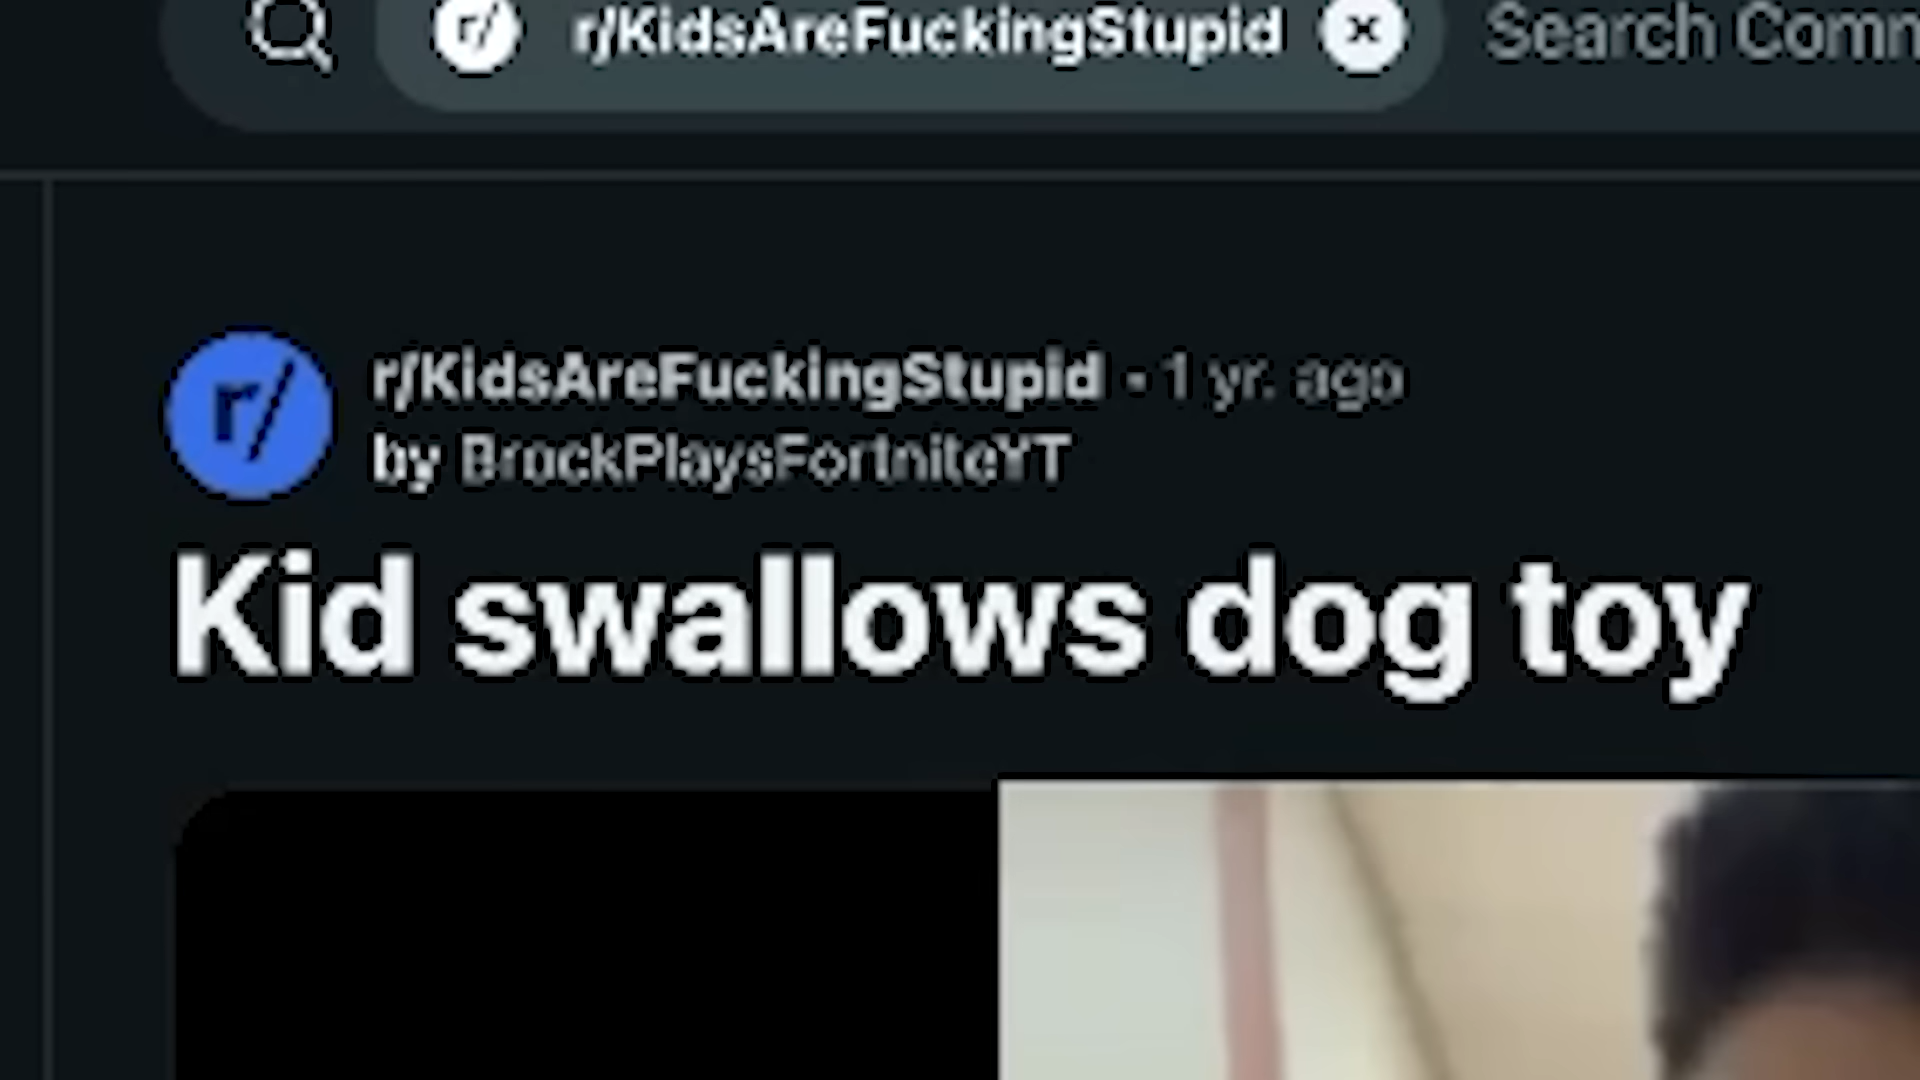 r/ r/KidsAreFuckingStupid Search Comm
r/ r/KidsAreFuckingStupid • 1 yr. ago
by BrockPlaysFortniteYT
Kid swallows dog toy